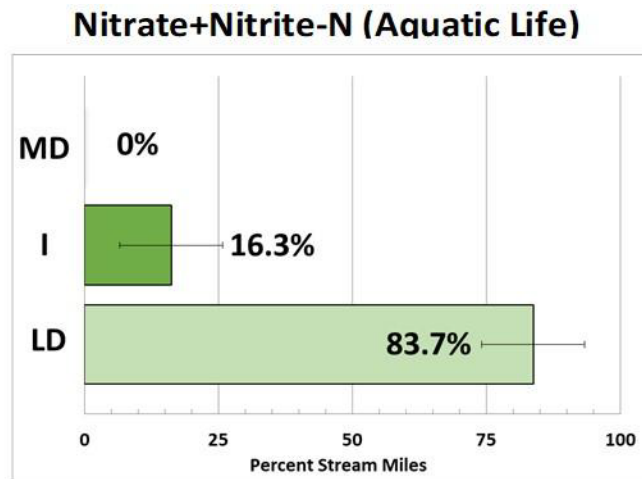 Nitrate+Nitrite-N (Aquatic Life)
MD 0%
I 16.3%
LD 83.7%
0 25 50 75 100
Percent Stream Miles